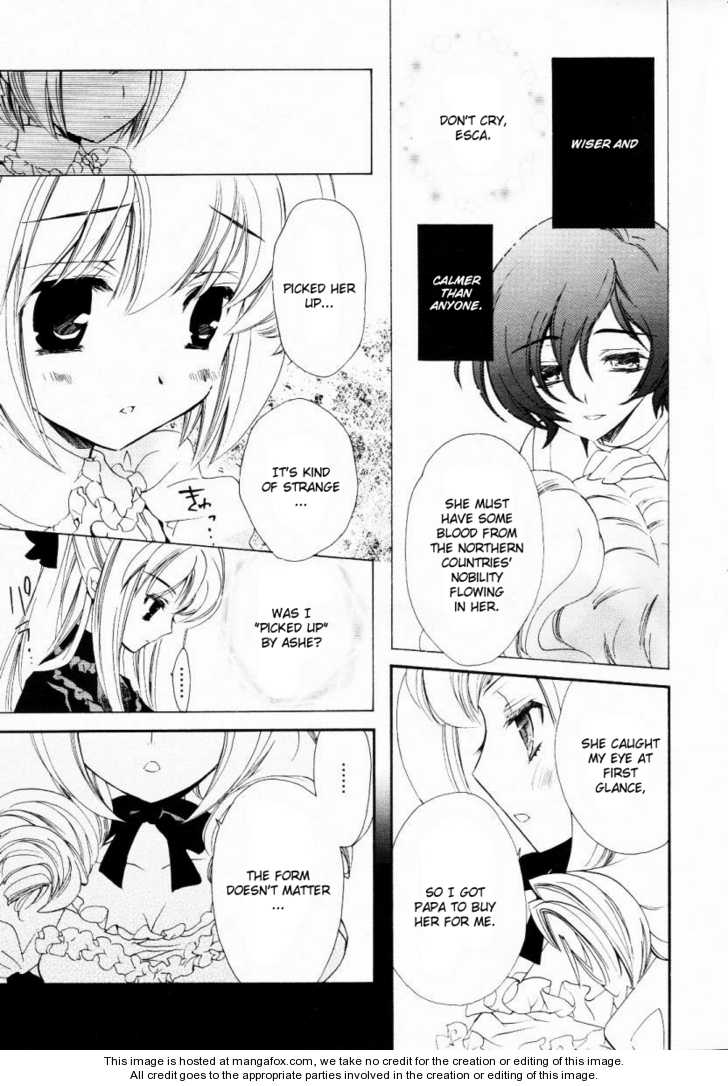 WISER AND
DON'T CRY,
ESCA.
CALMER
THAN
ANYONE.
SHE MUST
HAVE SOME
BLOOD FROM
THE NORTHERN
COUNTRIES'
NOBILITY
FLOWING
IN HER.
SHE CAUGHT
MY EYE AT
FIRST
GLANCE,
SO I GOT
PAPA TO BUY
HER FOR ME.
PICKED HER
UP...
IT'S KIND
OF STRANGE
...
きゅっ…
WAS I
"PICKED UP"
BY ASHE?
......
......
THE FORM
DOESN'T MATTER
...
This image is hosted at mangafox.com, we take no credit for the creation or editing of this image.
All credit goes to the appropriate parties involved in the creation or editing of this image.